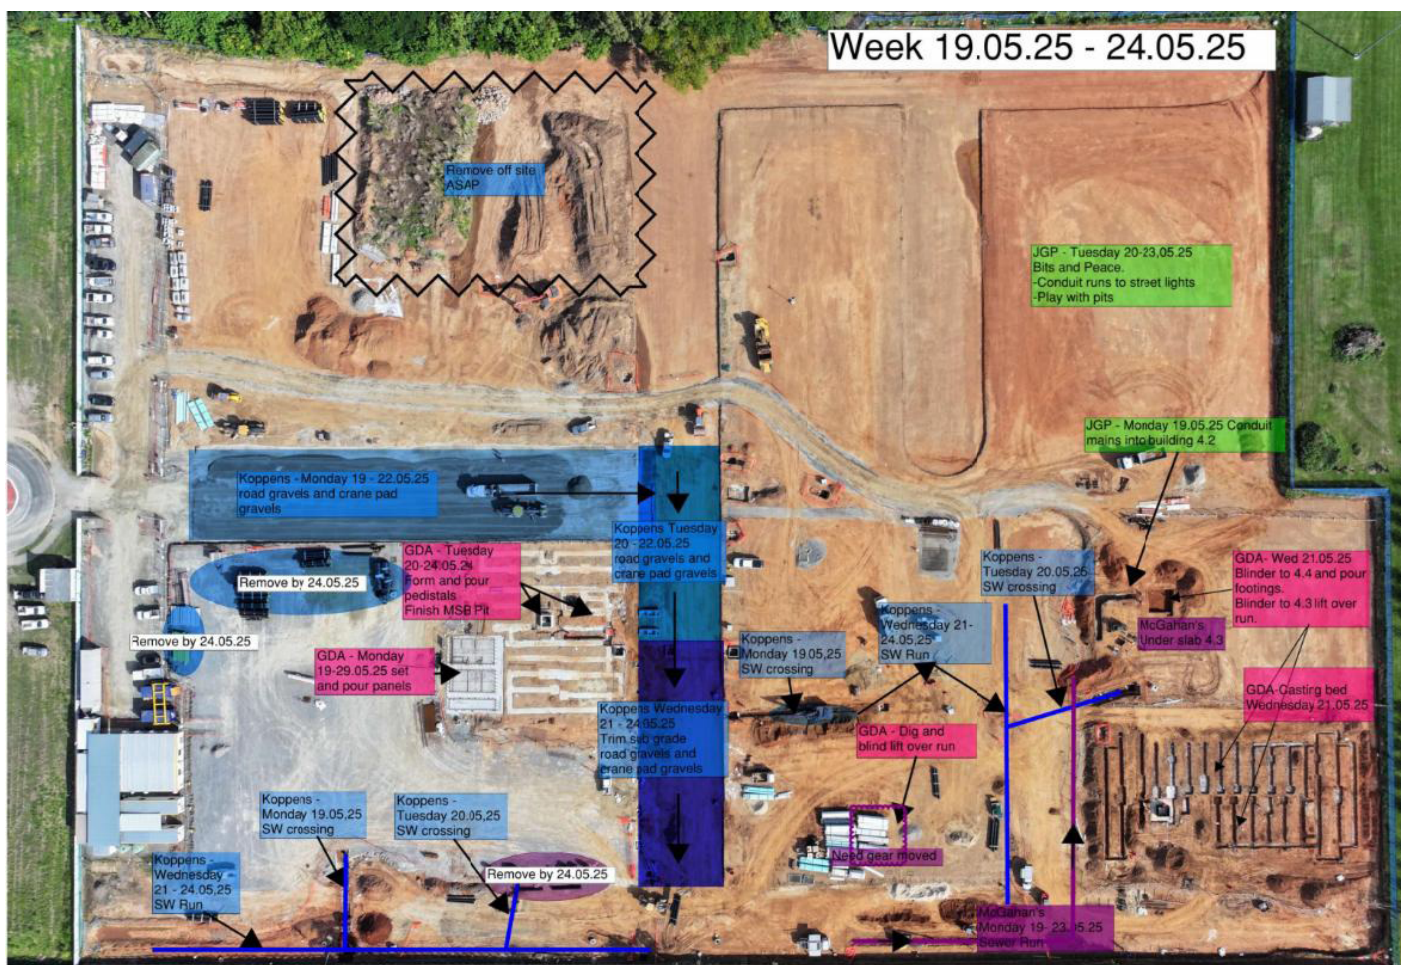 Week 19.05.25 - 24.05.25
Remove off site
ASAP
JGP - Tuesday 20-23.05.25
Bits and Peace.
-Conduit runs to street lights
-Play with pits
JGP - Monday 19.05.25 Conduit
mains into building 4.2
Koppens - Monday 19 - 22.05.25
road gravels and crane pad
gravels
Koppens Tuesday
20 - 22.05.25
road gravels and
crane pad gravels
GDA - Tuesday
20-24.05.24
Form and pour
pedistals
Finish MSB Pit
Remove by 24.05.25
Remove by 24.05.25
GDA - Monday
19-29.05.25 set
and pour panels
Koppens -
Tuesday 20.05.25
SW crossing
GDA- Wed 21.05.25
Blinder to 4.4 and pour
footings.
Blinder to 4.3 lift over
run.
Koppens -
Wednesday 21-
24.05.25
SW Run
Koppens -
Monday 19.05.25
SW crossing
McGahan's
Under slab 4.3
GDA-Casting bed
Wednesday 21.05.25
Koppens Wednesday
21 - 24.05.25
Trim sub grade
road gravels and
crane pad gravels
GDA - Dig and
blind lift over run
Koppens -
Monday 19.05.25
SW crossing
Koppens -
Tuesday 20.05.25
SW crossing
Need gear moved
Koppens -
Wednesday
21 - 24.05.25
SW Run
Remove by 24.05.25
McGahan's
Monday 19- 23.05.25
Sewer Run